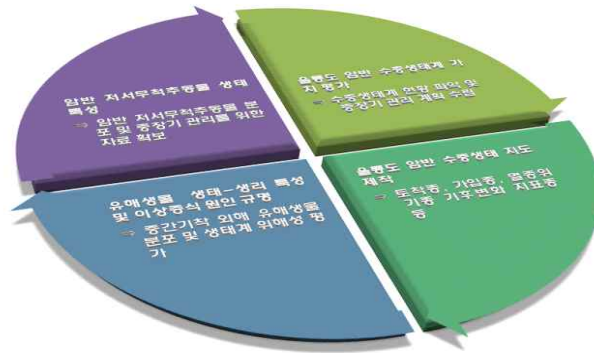 암반 저서무척추동물 생태
특성
⇒ 암반 저서무척추동물 분
포 및 중장기 관리를 위한
자료 확보
울릉도 암반 수중생태계 가
치 평가
⇒ 수중생태계 현황 파악 및
중장기 관리 계획 수립
유해생물 생태-생리 특성
및 이상증식 원인 규명
⇒ 중간기착 외해 유해생물
분포 및 생태계 위해성 평
가
울릉도 암반 수중생태 지도
제작
⇒ 토착종, 가입종, 멸종위
기종 기후변화 지표종
등